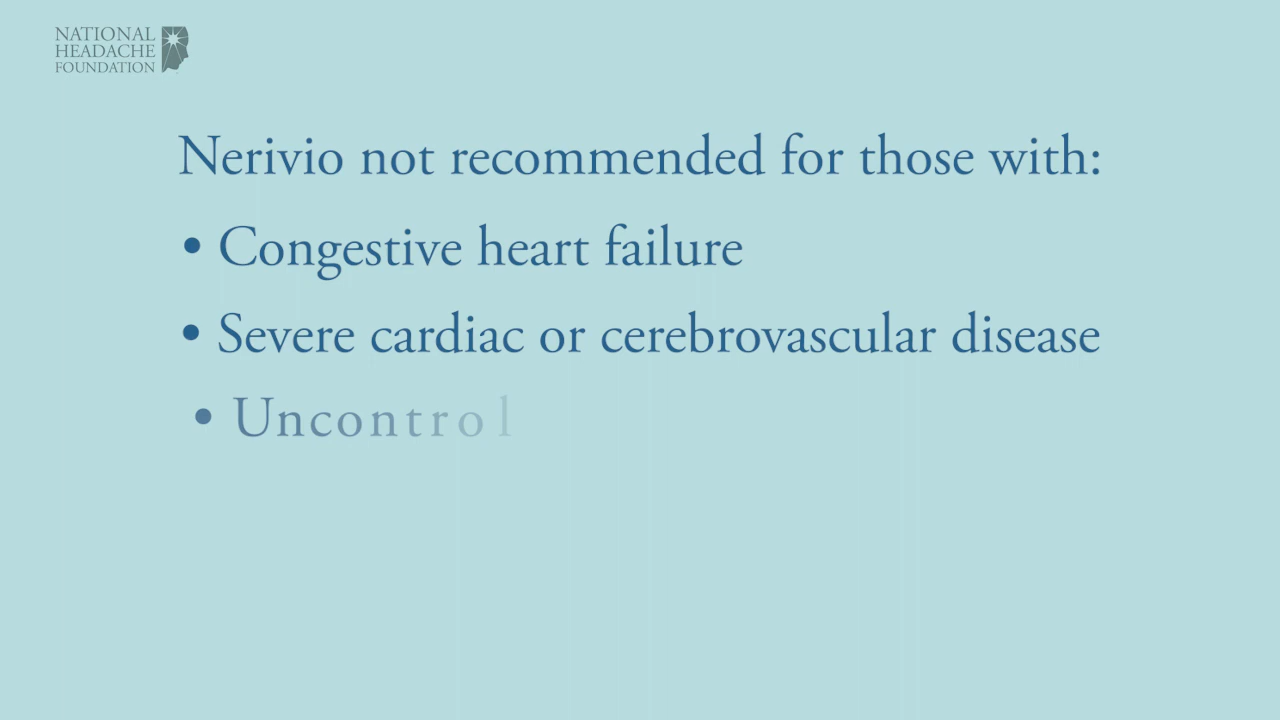 NATIONAL
HEADACHE
FOUNDATION
Nerivio not recommended for those with:
• Congestive heart failure
• Severe cardiac or cerebrovascular disease
• Uncontrol